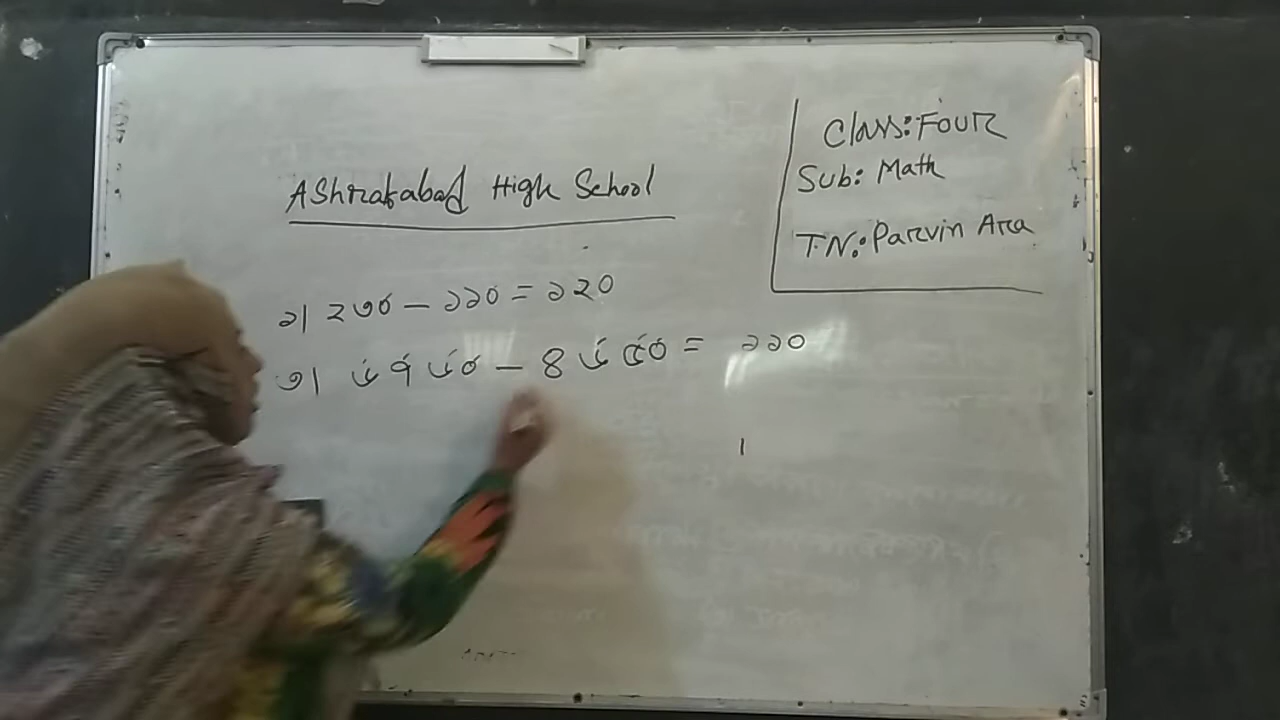 Ashrafabad High School
Class: Four
Sub: Math
T.N: Parvin Ara
২। ২৩০ – ১১০ = ১২০
৩। ৬৭৬০ – ৪৬৫০ = ১১০